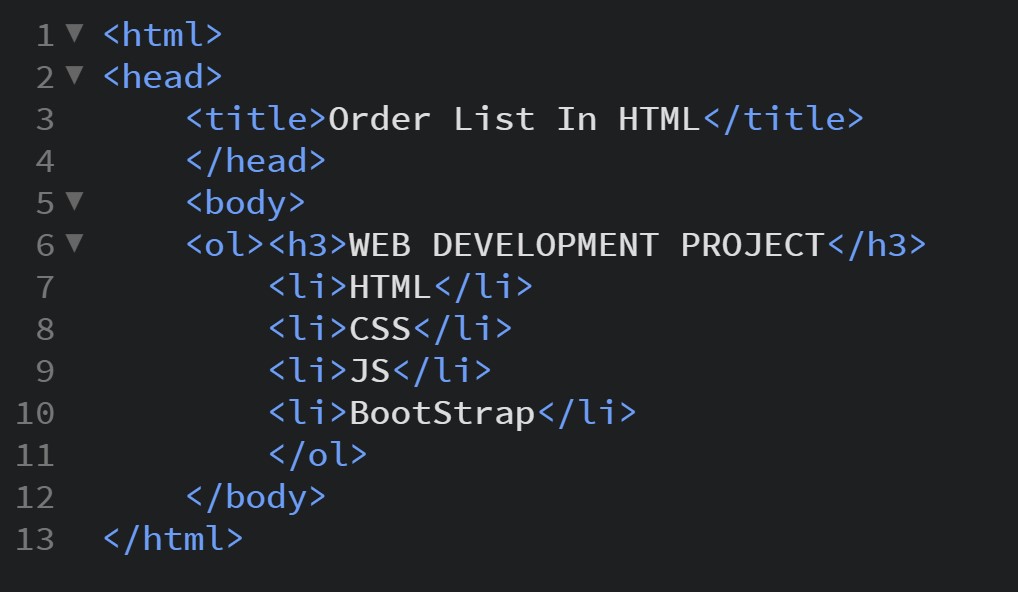 1 ▼ <html>
2 ▼ <head>
3 <title>Order List In HTML</title>
4 </head>
5 ▼ <body>
6 ▼ <ol><h3>WEB DEVELOPMENT PROJECT</h3>
7 <li>HTML</li>
8 <li>CSS</li>
9 <li>JS</li>
10 <li>BootStrap</li>
11 </ol>
12 </body>
13 </html>